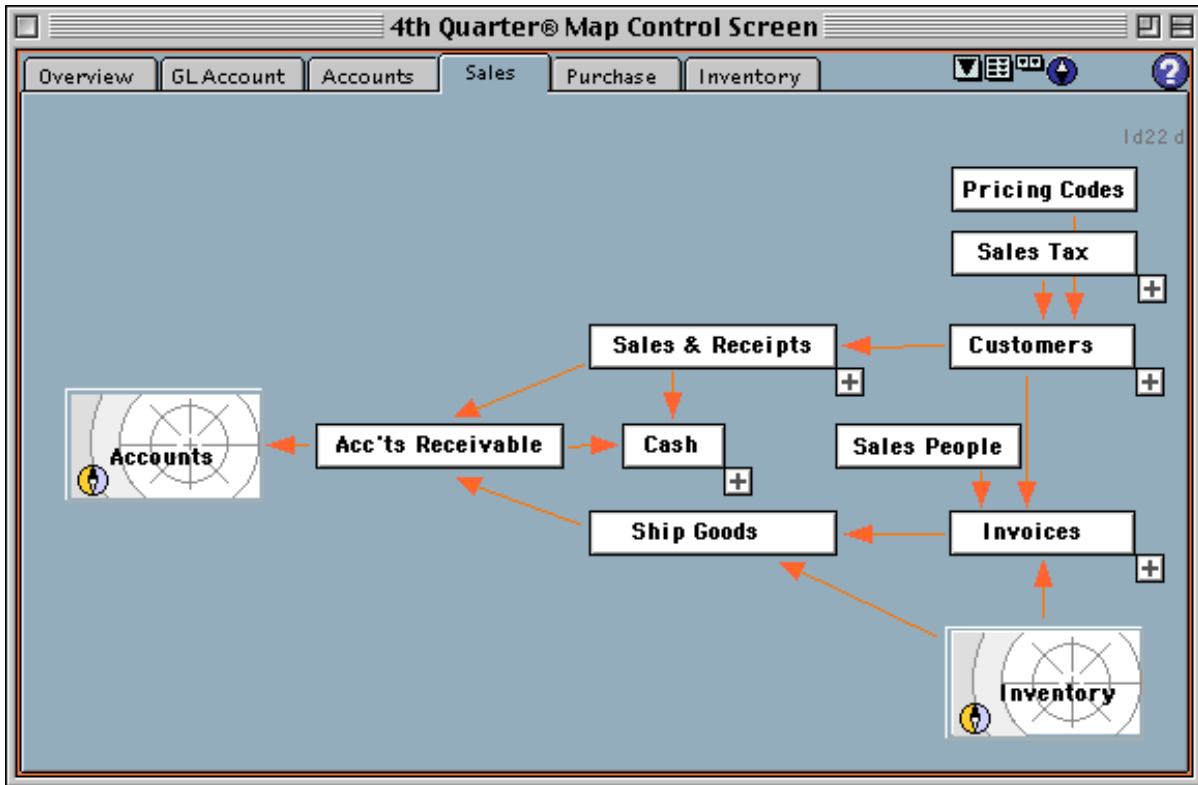 4th Quarter® Map Control Screen
Overview
GL Account
Accounts
Sales
Purchase
Inventory
?
Pricing Codes
Sales Tax
Sales & Receipts
Customers
Accounts
Acc'ts Receivable
Cash
Sales People
Ship Goods
Invoices
Inventory